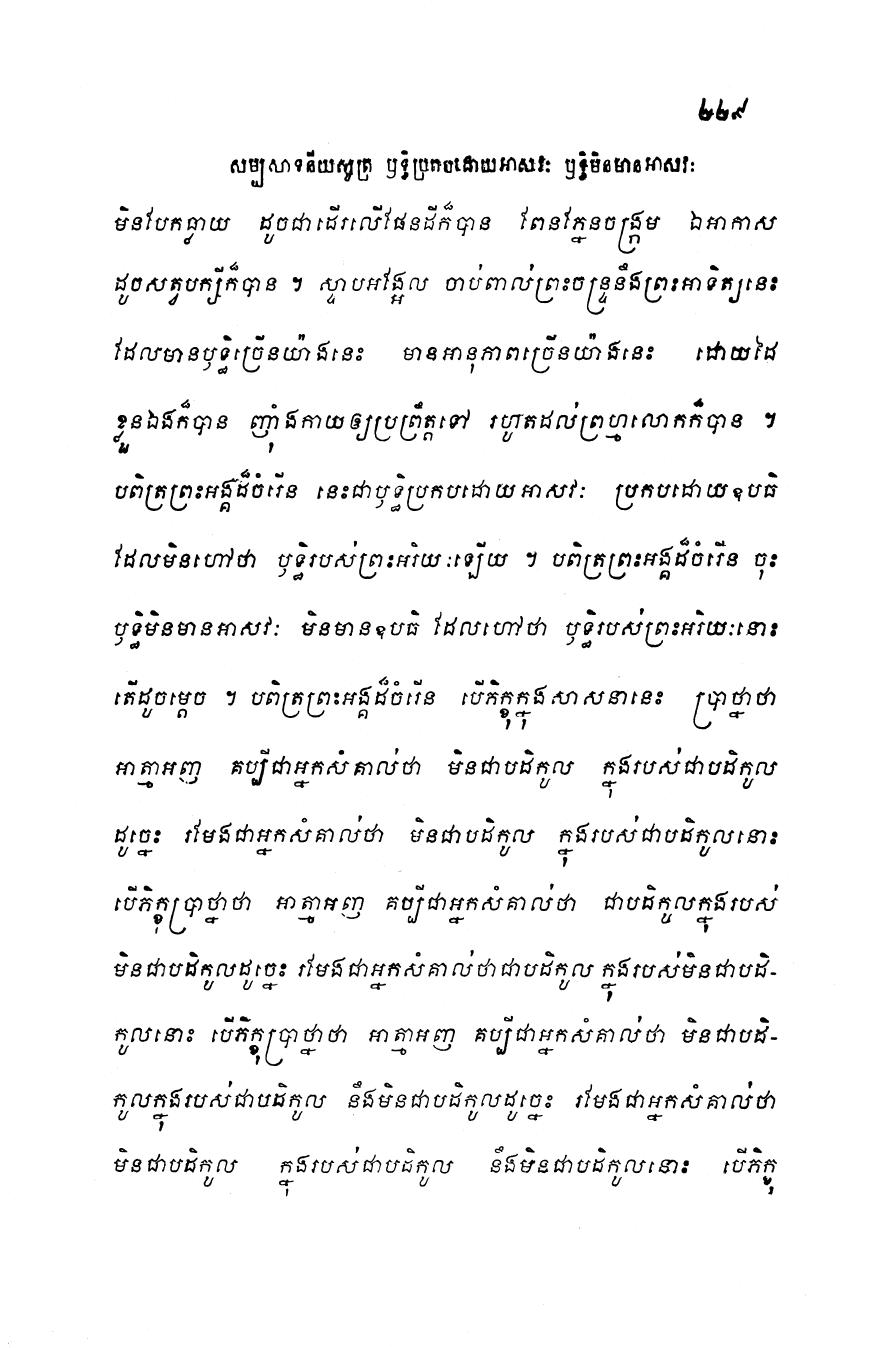 ២២៩
សម្បសាទនីយសូត្រ ឫទ្ធិប្រកបដោយអាសវៈ ឫទ្ធិមិនមានអាសវៈ
មិនបែកធ្លាយ ដូចជាដើរលើផែនដីក៏បាន ពែនភ្នែនចង្ក្រម ឯអាកាស
ដូចសត្វបក្សីក៏បាន ។ ស្ទាបអង្អែល ចាប់ពាល់ព្រះចន្ទ្រនឹងព្រះអាទិត្យនេះ
ដែលមានឫទ្ធិច្រើនយ៉ាងនេះ មានអានុភាពច្រើនយ៉ាងនេះ ដោយដៃ
ខ្លួនឯងក៏បាន ញ៉ាំងកាយឲ្យប្រព្រឹត្តទៅ រហូតដល់ព្រហ្មលោកក៏បាន ។
បពិត្រព្រះអង្គដ៏ចំរើន នេះជាឫទ្ធិប្រកបដោយអាសវៈ ប្រកបដោយឧបធិ
ដែលមិនហៅថា ឫទ្ធិរបស់ព្រះអរិយៈឡើយ ។ បពិត្រព្រះអង្គដ៏ចំរើន ចុះ
ឫទ្ធិមិនមានអាសវៈ មិនមានឧបធិ ដែលហៅថា ឫទ្ធិរបស់ព្រះអរិយៈនោះ
តើដូចម្តេច ។ បពិត្រព្រះអង្គដ៏ចំរើន បើភិក្ខុក្នុងសាសនានេះ ប្រាថ្នាថា
អាត្មាអញ គប្បីជាអ្នកសំគាល់ថា មិនជាបដិកូល ក្នុងរបស់ជាបដិកូល
ដូច្នេះ រមែងជាអ្នកសំគាល់ថា មិនជាបដិកូល ក្នុងរបស់ជាបដិកូលនោះ
បើភិក្ខុប្រាថ្នាថា អាត្មាអញ គប្បីជាអ្នកសំគាល់ថា ជាបដិកូលក្នុងរបស់
មិនជាបដិកូលដូច្នេះ រមែងជាអ្នកសំគាល់ថាជាបដិកូល ក្នុងរបស់មិនជាបដិ-
កូលនោះ បើភិក្ខុប្រាថ្នាថា អាត្មាអញ គប្បីជាអ្នកសំគាល់ថា មិនជាបដិ-
កូលក្នុងរបស់ជាបដិកូល នឹងមិនជាបដិកូលដូច្នេះ រមែងជាអ្នកសំគាល់ថា
មិនជាបដិកូល ក្នុងរបស់ជាបដិកូល នឹងមិនជាបដិកូលនោះ បើភិក្ខុ